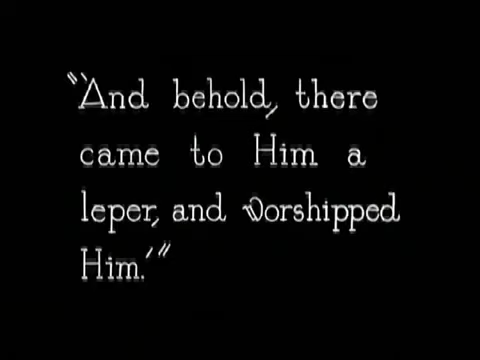 "'And behold, there
came to Him a
leper, and worshipped
Him.'"